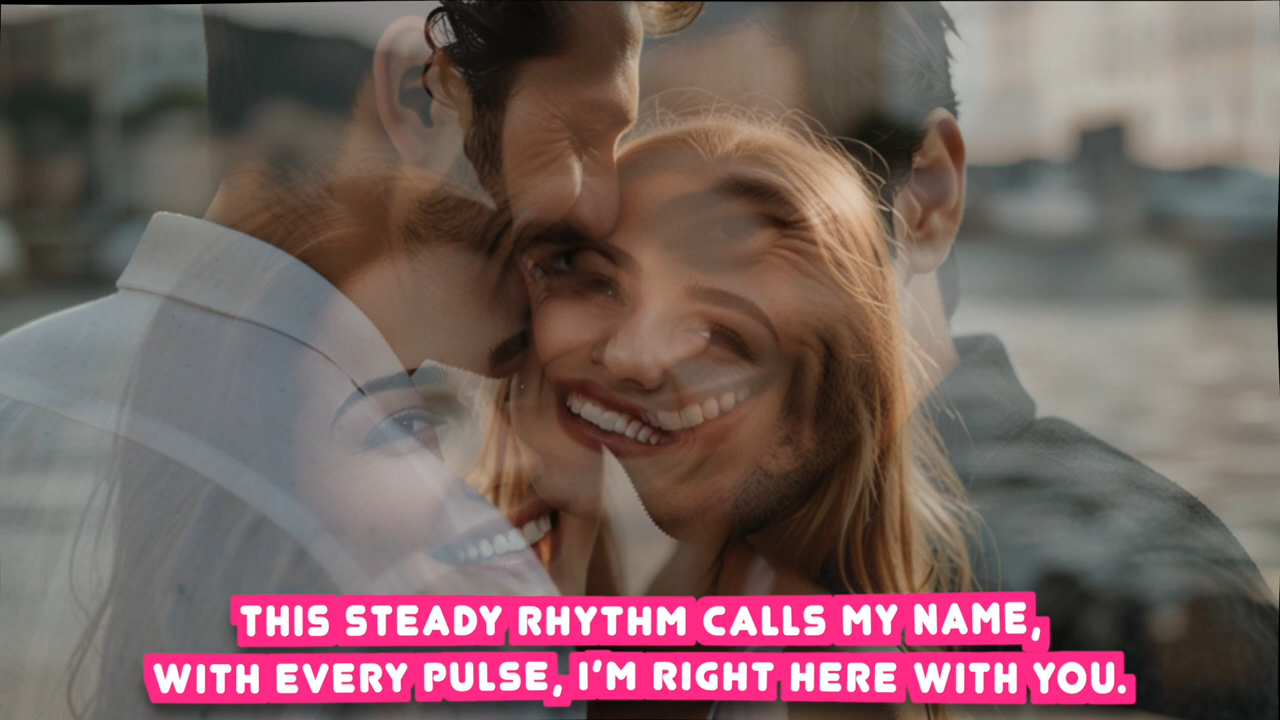 THIS STEADY RHYTHM CALLS MY NAME,
WITH EVERY PULSE, I'M RIGHT HERE WITH YOU.